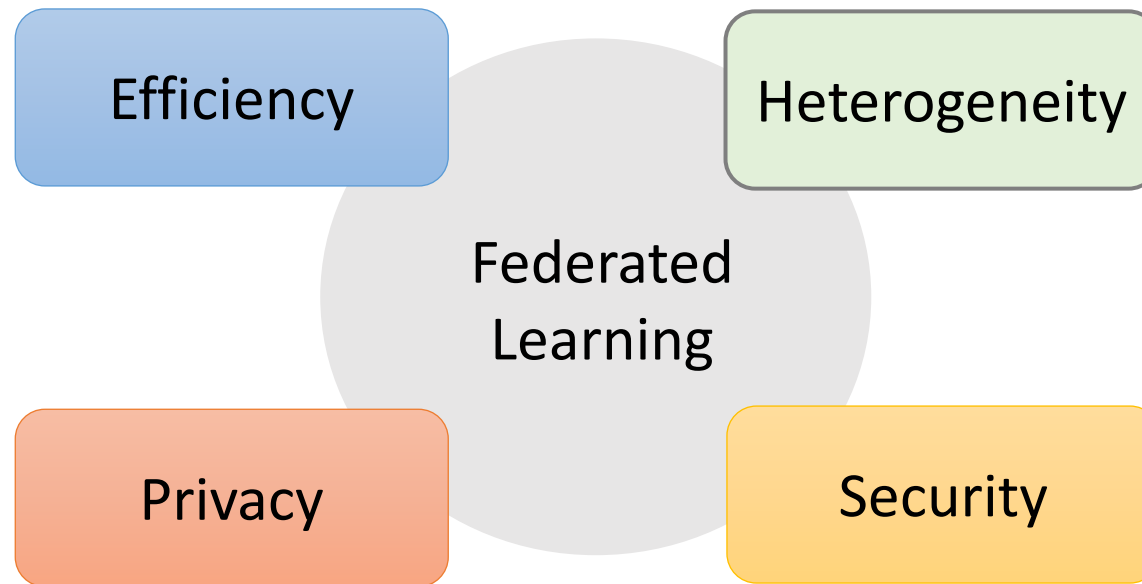 Efficiency
Heterogeneity
Federated
Learning
Privacy
Security